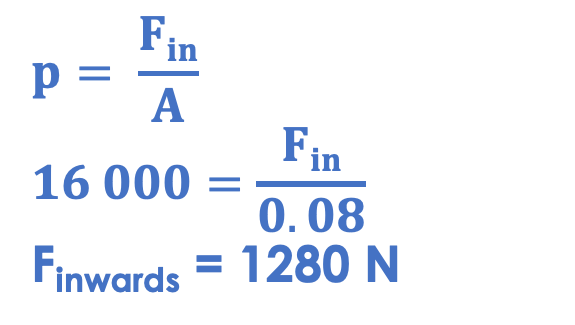 p = F_in / A
16 000 = F_in / 0.08
F_inwards = 1280 N